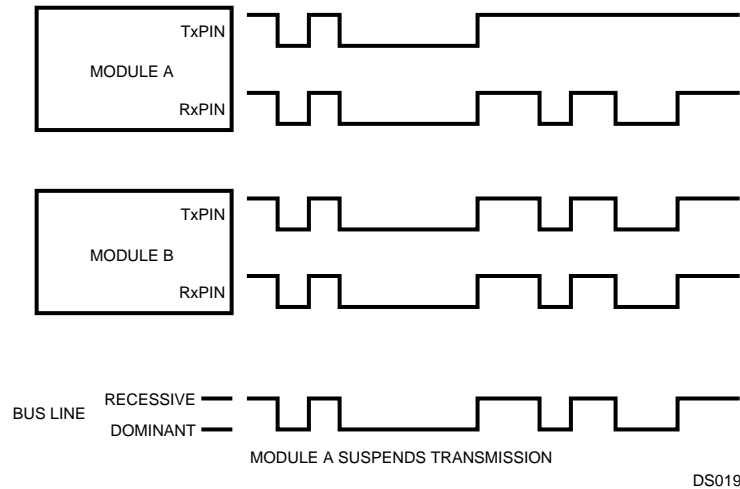 TxPIN
MODULE A
RxPIN
TxPIN
MODULE B
RxPIN
RECESSIVE
BUS LINE
DOMINANT
MODULE A SUSPENDS TRANSMISSION
DS019